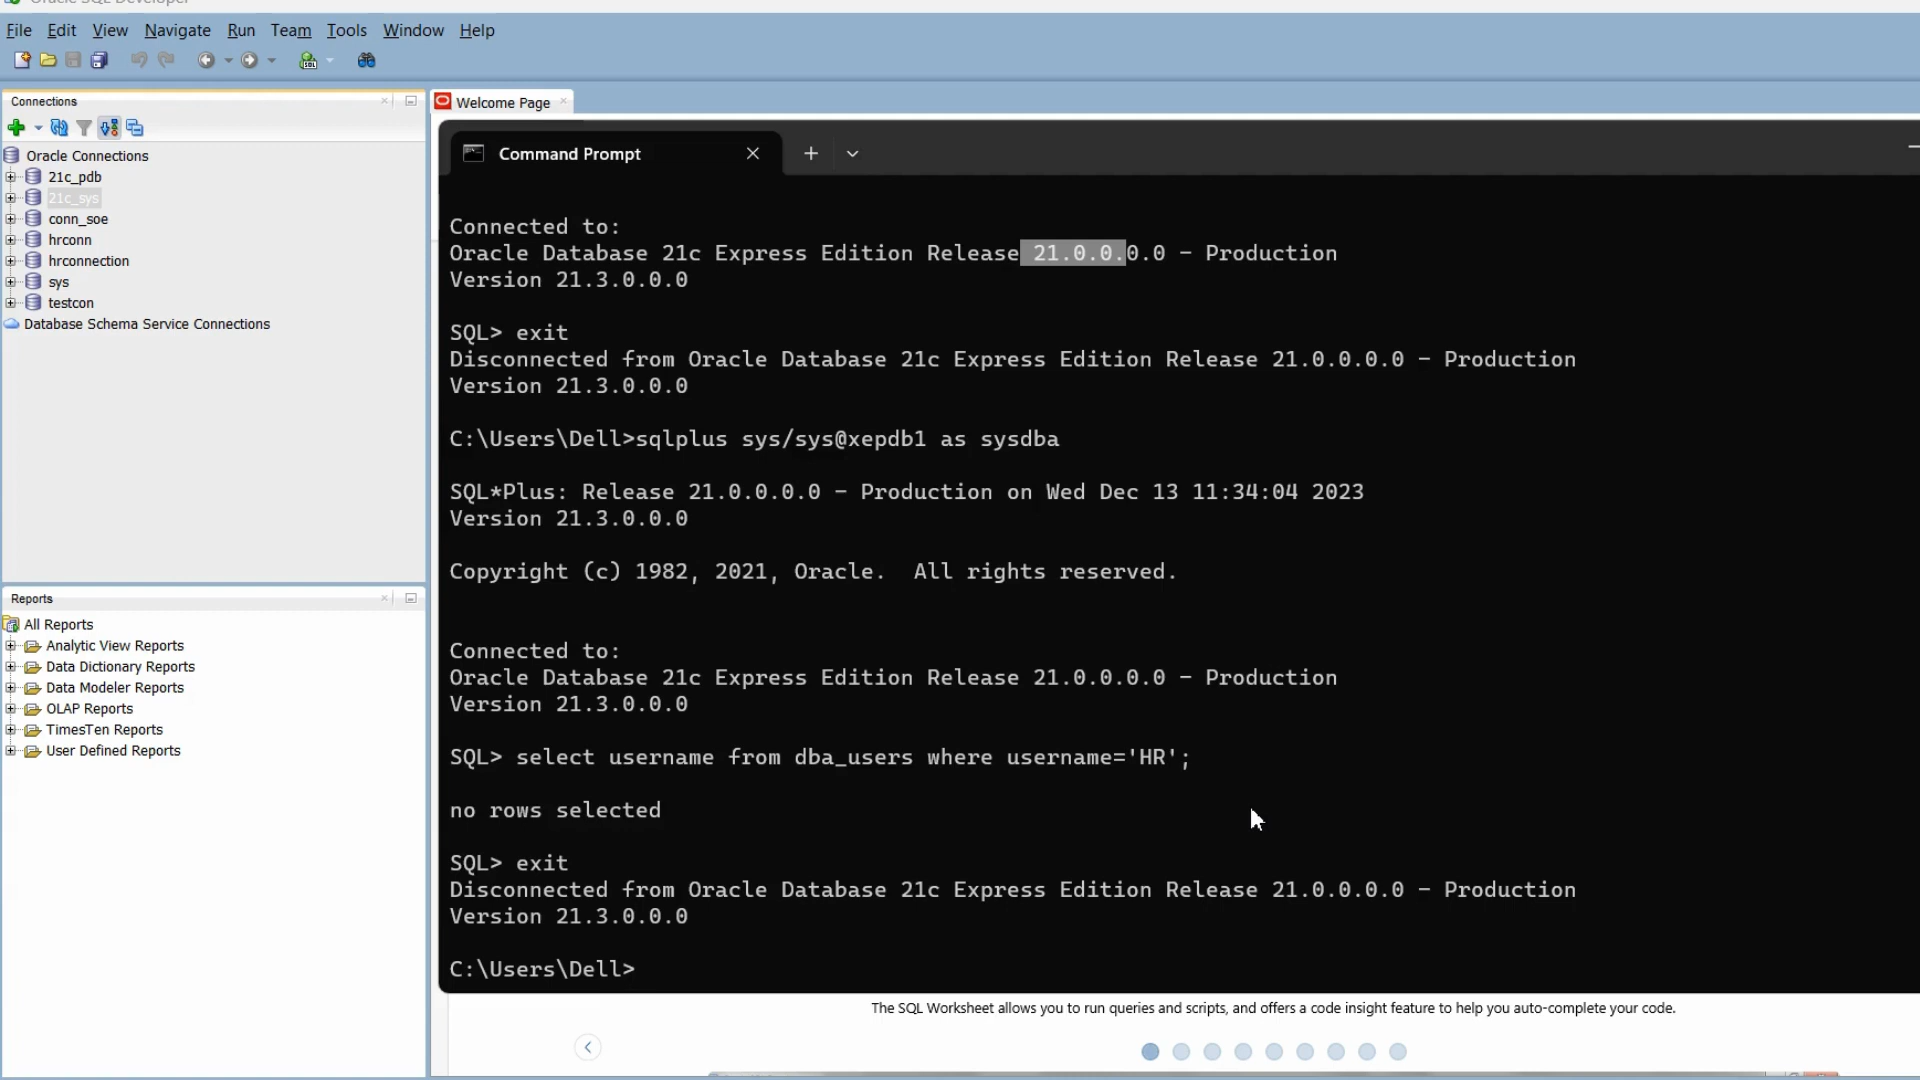 Oracle SQL Developer
File Edit View Navigate Run Team Tools Window Help
Connections
Oracle Connections
21c_pdb
21c_sys
conn_soe
hrconn
hrconnection
sys
testcon
Database Schema Service Connections
Reports
All Reports
Analytic View Reports
Data Dictionary Reports
Data Modeler Reports
OLAP Reports
TimesTen Reports
User Defined Reports
Welcome Page
Command Prompt
Connected to:
Oracle Database 21c Express Edition Release 21.0.0.0.0 - Production
Version 21.3.0.0.0
SQL> exit
Disconnected from Oracle Database 21c Express Edition Release 21.0.0.0.0 - Production
Version 21.3.0.0.0
C:\Users\Dell>sqlplus sys/sys@xepdb1 as sysdba
SQL*Plus: Release 21.0.0.0.0 - Production on Wed Dec 13 11:34:04 2023
Version 21.3.0.0.0
Copyright (c) 1982, 2021, Oracle.  All rights reserved.
Connected to:
Oracle Database 21c Express Edition Release 21.0.0.0.0 - Production
Version 21.3.0.0.0
SQL> select username from dba_users where username='HR';
no rows selected
SQL> exit
Disconnected from Oracle Database 21c Express Edition Release 21.0.0.0.0 - Production
Version 21.3.0.0.0
C:\Users\Dell>
The SQL Worksheet allows you to run queries and scripts, and offers a code insight feature to help you auto-complete your code.